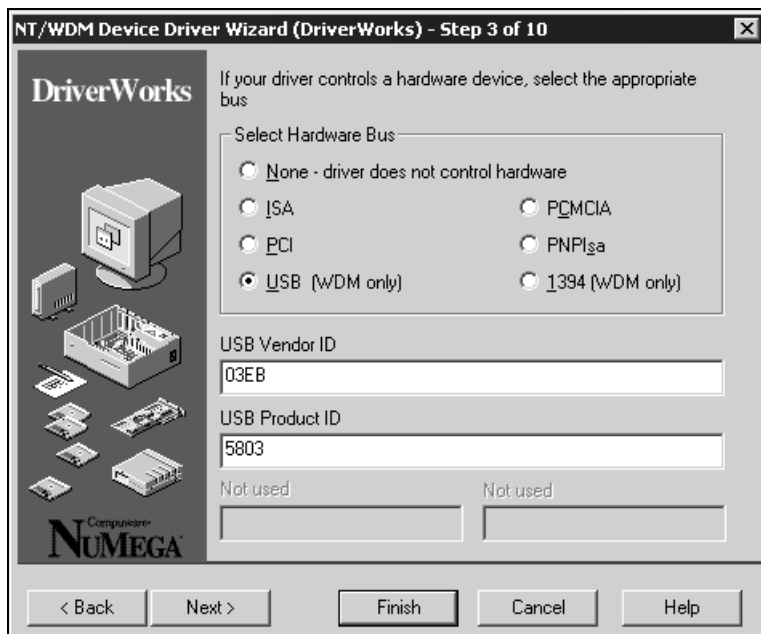 NT/WDM Device Driver Wizard (DriverWorks) - Step 3 of 10
DriverWorks
If your driver controls a hardware device, select the appropriate
bus
Select Hardware Bus
None - driver does not control hardware
ISA
PCMCIA
PCI
PNPIsa
USB (WDM only)
1394 (WDM only)
USB Vendor ID
03EB
USB Product ID
5803
Not used
Not used
Compuware
NUMEGA
< Back
Next >
Finish
Cancel
Help